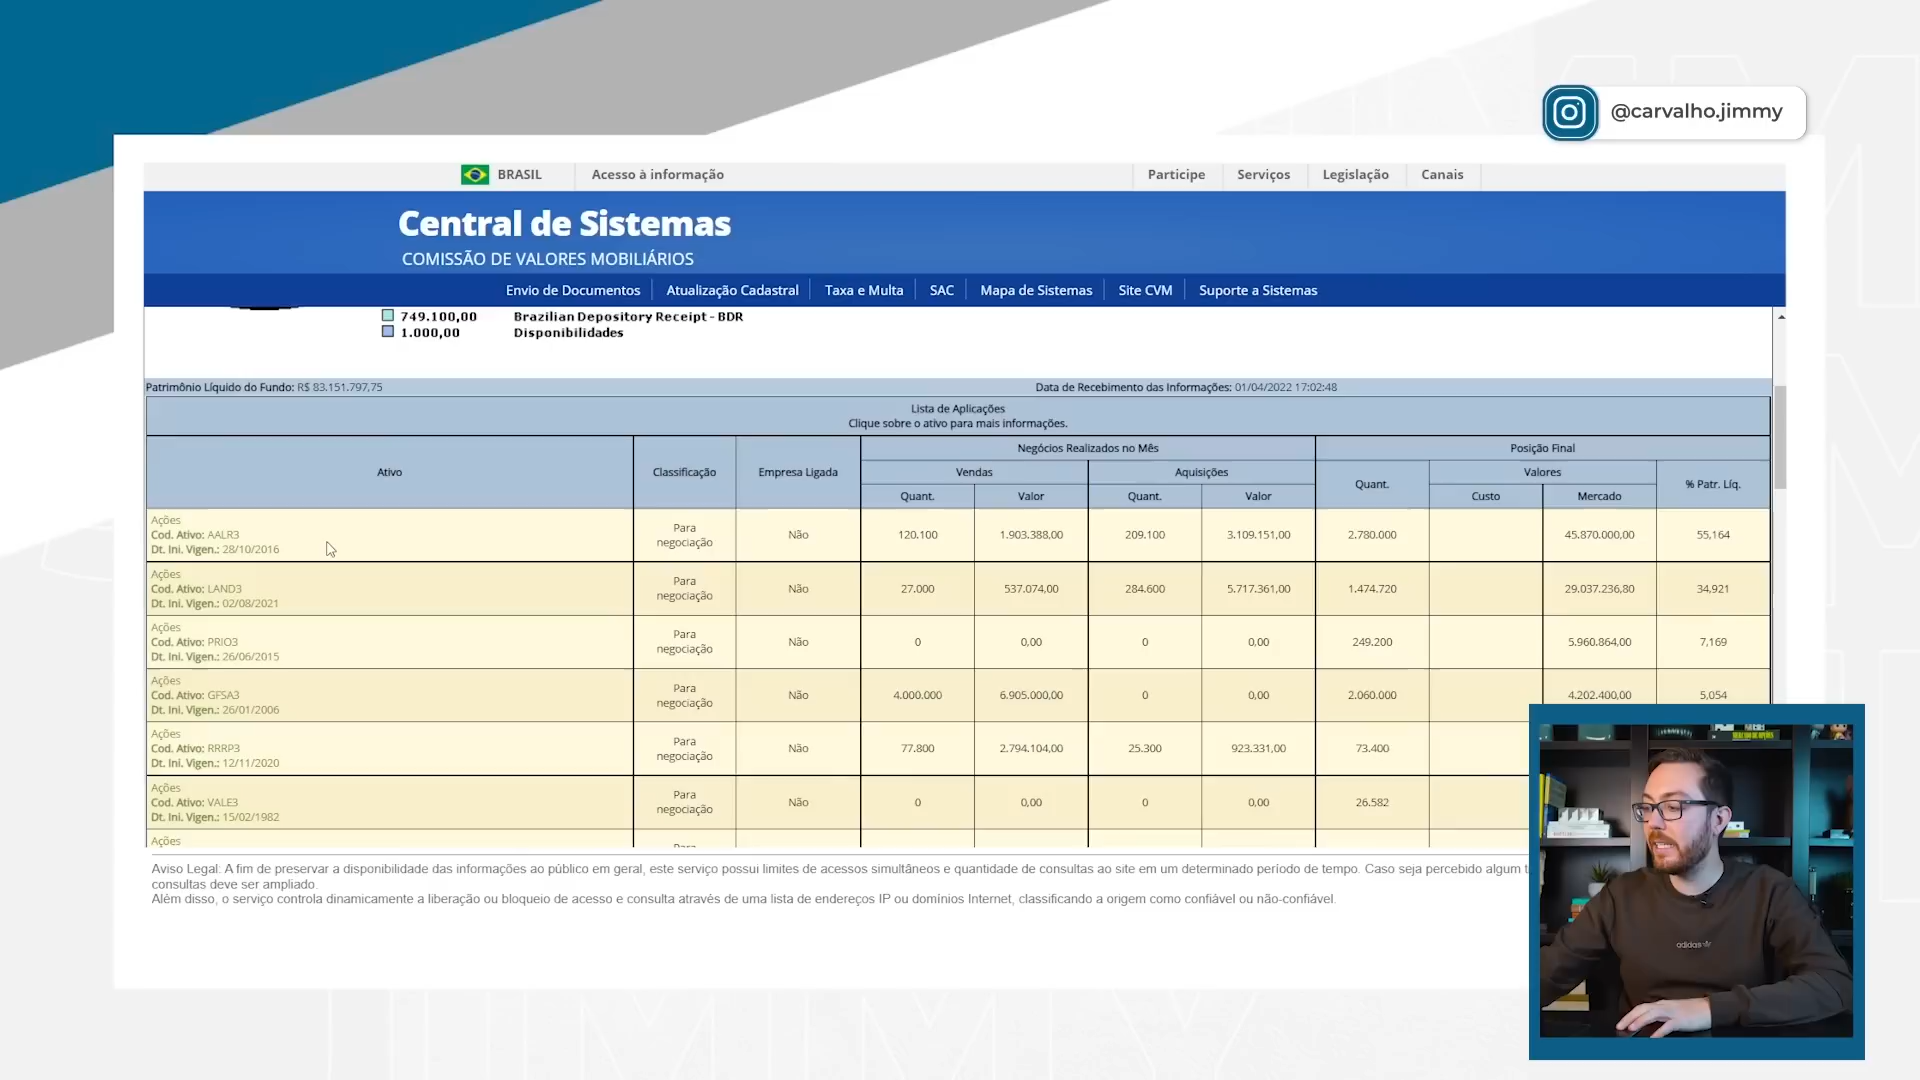 @carvalho.jimmy
BRASIL Acesso à informação Participe Serviços Legislação Canais
Central de Sistemas
COMISSÃO DE VALORES MOBILIÁRIOS
Envio de Documentos Atualização Cadastral Taxa e Multa SAC Mapa de Sistemas Site CVM Suporte a Sistemas
749.100,00 Brazilian Depository Receipt - BDR
1.000,00 Disponibilidades
Patrimônio Líquido do Fundo: R$ 83.151.797,75 Data de Recebimento das Informações: 01/04/2022 17:02:48
Lista de Aplicações
Clique sobre o ativo para mais informações.
Ativo Classificação Empresa Ligada Negócios Realizados no Mês Posição Final
Vendas Aquisições Quant. Valores % Patr. Líq.
Quant. Valor Quant. Valor Custo Mercado
Ações
Cod. Ativo: AALR3
Dt. Ini. Vigen.: 28/10/2016
Para
negociação
Não 120.100 1.903.388,00 209.100 3.109.151,00 2.780.000 45.870.000,00 55,164
Ações
Cod. Ativo: LAND3
Dt. Ini. Vigen.: 02/08/2021
Para
negociação
Não 27.000 537.074,00 284.600 5.717.361,00 1.474.720 29.037.236,80 34,921
Ações
Cod. Ativo: PRIO3
Dt. Ini. Vigen.: 26/06/2015
Para
negociação
Não 0 0,00 0 0,00 249.200 5.960.864,00 7,169
Ações
Cod. Ativo: GFSA3
Dt. Ini. Vigen.: 26/01/2006
Para
negociação
Não 4.000.000 6.905.000,00 0 0,00 2.060.000 4.202.400,00 5,054
Ações
Cod. Ativo: RRRP3
Dt. Ini. Vigen.: 12/11/2020
Para
negociação
Não 77.800 2.794.104,00 25.300 923.331,00 73.400
Ações
Cod. Ativo: VALE3
Dt. Ini. Vigen.: 15/02/1982
Para
negociação
Não 0 0,00 0 0,00 26.582
Ações
Aviso Legal: A fim de preservar a disponibilidade das informações ao público em geral, este serviço possui limites de acessos simultâneos e quantidade de consultas ao site em um determinado período de tempo. Caso seja percebido algum
consultas deve ser ampliado.
Além disso, o serviço controla dinamicamente a liberação ou bloqueio de acesso e consulta através de uma lista de endereços IP ou domínios Internet, classificando a origem como confiável ou não-confiável.
adidas